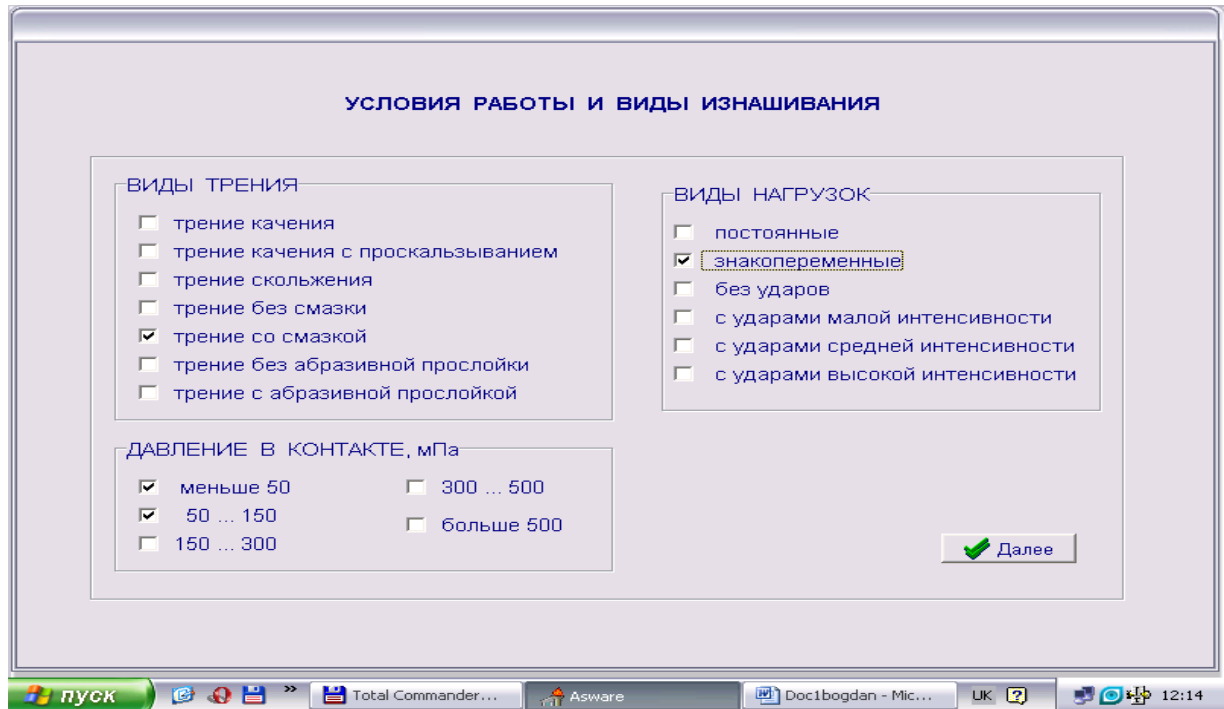 УСЛОВИЯ РАБОТЫ И ВИДЫ ИЗНАШИВАНИЯ
ВИДЫ ТРЕНИЯ
трение качения
трение качения с проскальзыванием
трение скольжения
трение без смазки
трение со смазкой
трение без абразивной прослойки
трение с абразивной прослойкой
ВИДЫ НАГРУЗОК
постоянные
знакопеременные
без ударов
с ударами малой интенсивности
с ударами средней интенсивности
с ударами высокой интенсивности
ДАВЛЕНИЕ В КОНТАКТЕ, мПа
меньше 50
50 ... 150
150 ... 300
300 ... 500
больше 500
Далее
пуск » Total Commander... Asware Doc1bogdan - Mic... UK ? 12:14